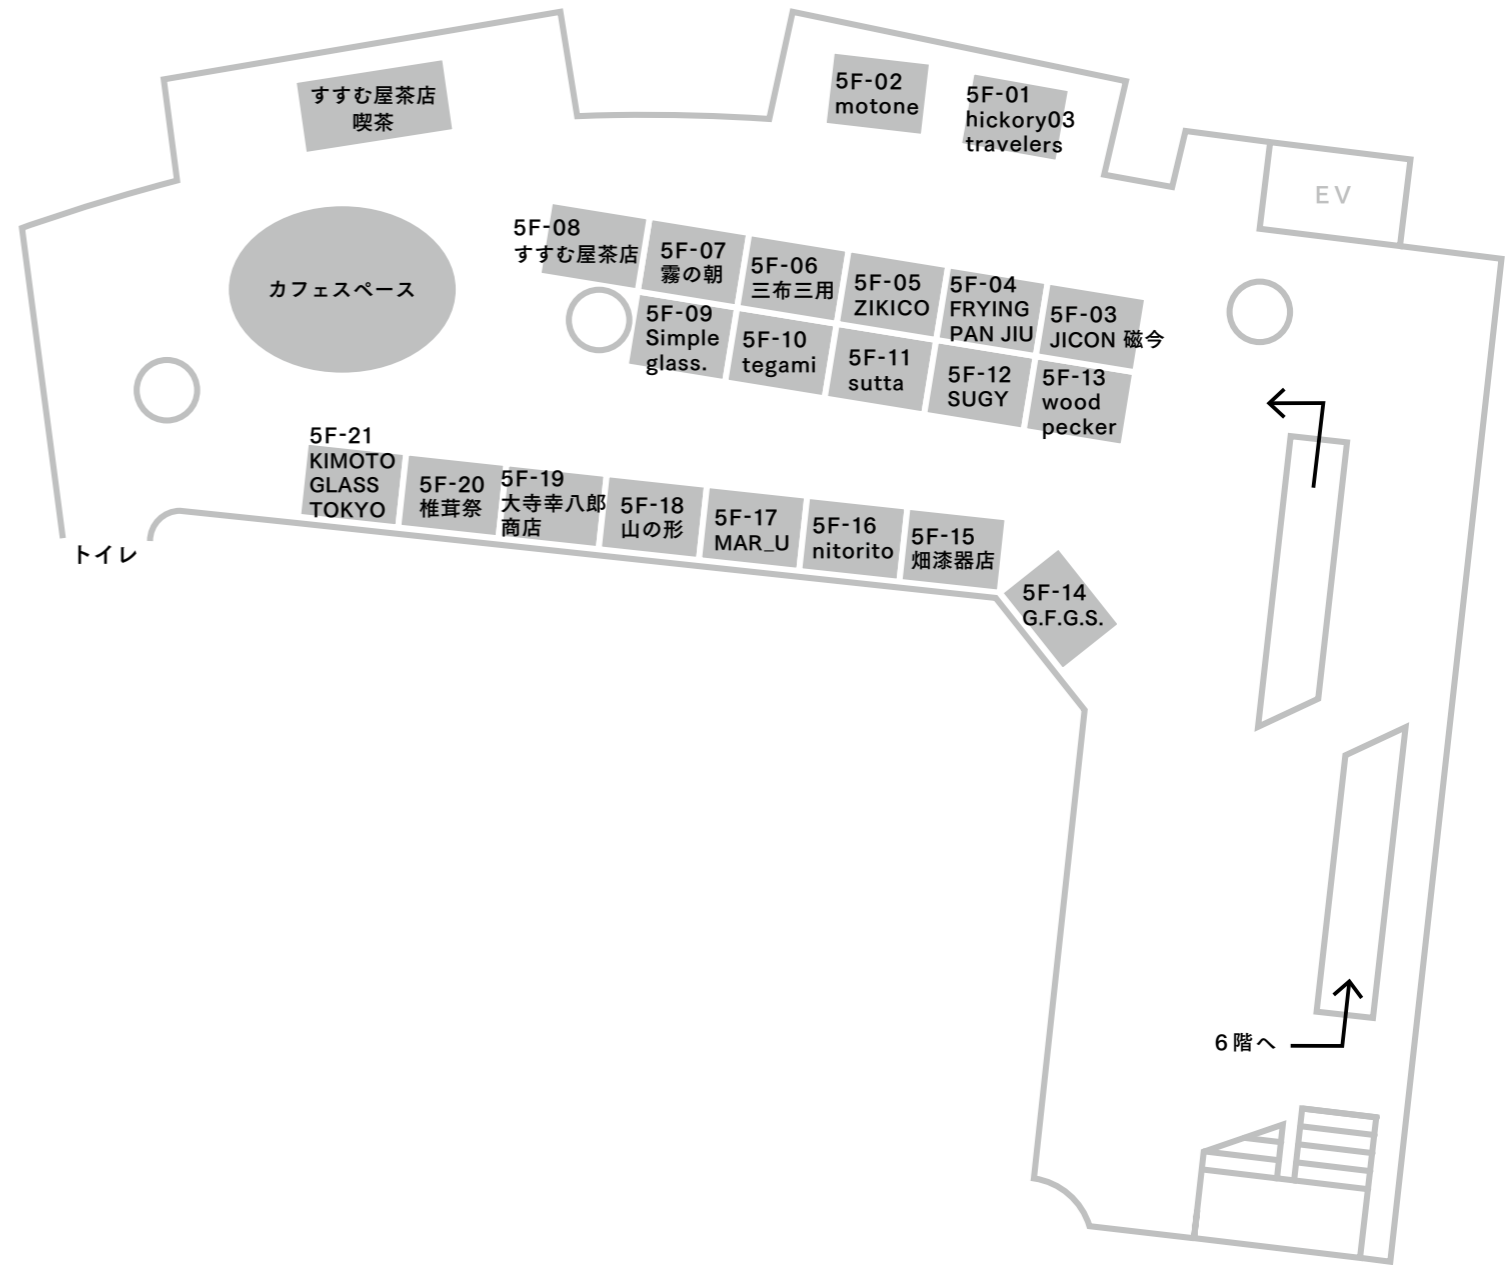 すすむ屋茶店
喫茶
5F-02
motone
5F-01
hickory03
travelers
EV
カフェスペース
5F-08
すすむ屋茶店
5F-07
霧の朝
5F-06
三布三用
5F-05
ZIKICO
5F-04
FRYING
PAN JIU
5F-03
JICON 磁今
5F-09
Simple
glass.
5F-10
tegami
5F-11
sutta
5F-12
SUGY
5F-13
wood
pecker
5F-21
KIMOTO
GLASS
TOKYO
5F-20
椎茸祭
5F-19
大寺幸八郎
商店
5F-18
山の形
5F-17
MAR_U
5F-16
nitorito
5F-15
畑漆器店
5F-14
G.F.G.S.
トイレ
6階へ